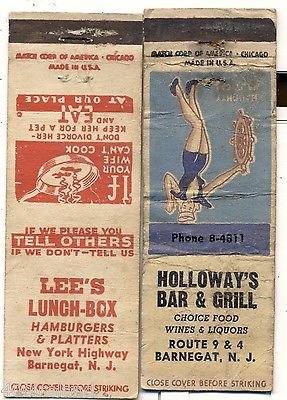 MATCH CORP OF AMERICA · CHICAGO
MADE IN U.S.A.
IF
YOUR
WIFE
CAN'T COOK
DON'T DIVORCE HER-
KEEP HER FOR A PET
AND EAT
AT OUR PLACE
IF WE PLEASE YOU
TELL OTHERS
IF WE DON'T-TELL US
LEE'S
LUNCH-BOX
HAMBURGERS
& PLATTERS
New York Highway
Barnegat, N. J.
CLOSE COVER BEFORE STRIKING
MATCH CORP. OF AMERICA · CHICAGO
MADE IN U.S.A.
Phone 8-4311
HOLLOWAY'S
BAR & GRILL
CHOICE FOOD
WINES & LIQUORS
ROUTE 9 & 4
BARNEGAT, N. J.
CLOSE COVER BEFORE STRIKING